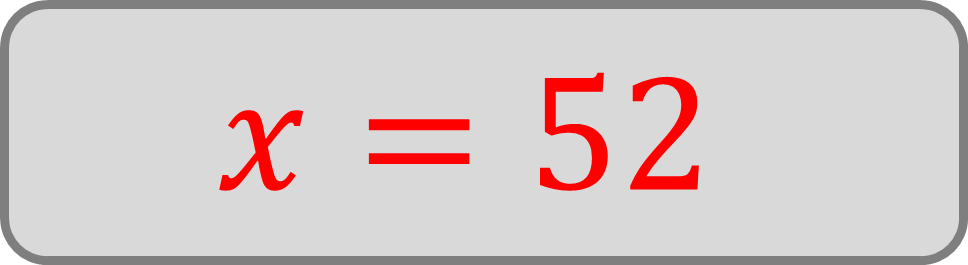 x = 52